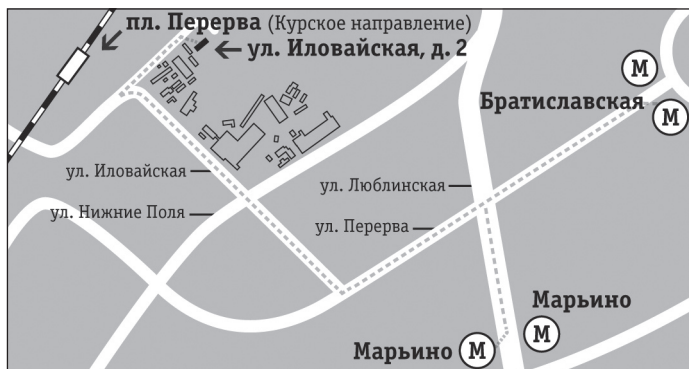 пл. Перерва (Курское направление)
ул. Иловайская, д. 2
М
Братиславская
М
ул. Иловайская
ул. Люблинская
ул. Нижние Поля
ул. Перерва
Марьино
М
Марьино М